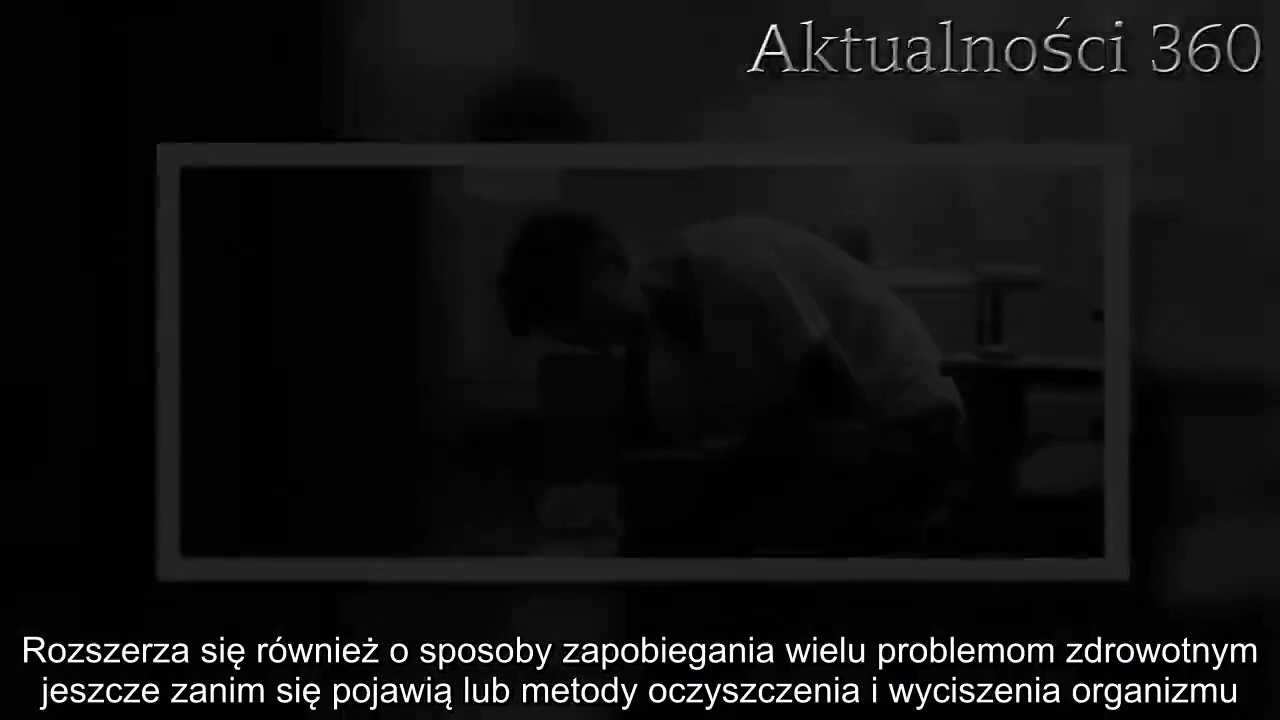 Aktualności 360
Rozszerza się również o sposoby zapobiegania wielu problemom zdrowotnym
jeszcze zanim się pojawią lub metody oczyszczenia i wyciszenia organizmu